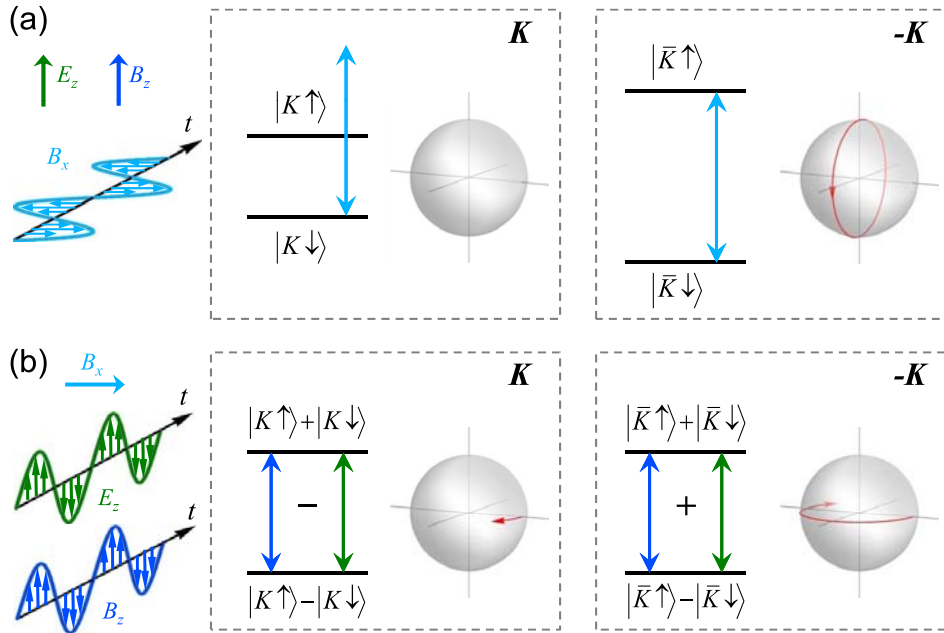 (a)
E_z
B_z
t
B_x
K
|K↑⟩
|K↓⟩
-K
|K̄↑⟩
|K̄↓⟩
(b)
B_x
t
E_z
t
B_z
K
|K↑⟩+|K↓⟩
−
|K↑⟩−|K↓⟩
-K
|K̄↑⟩+|K̄↓⟩
+
|K̄↑⟩−|K̄↓⟩